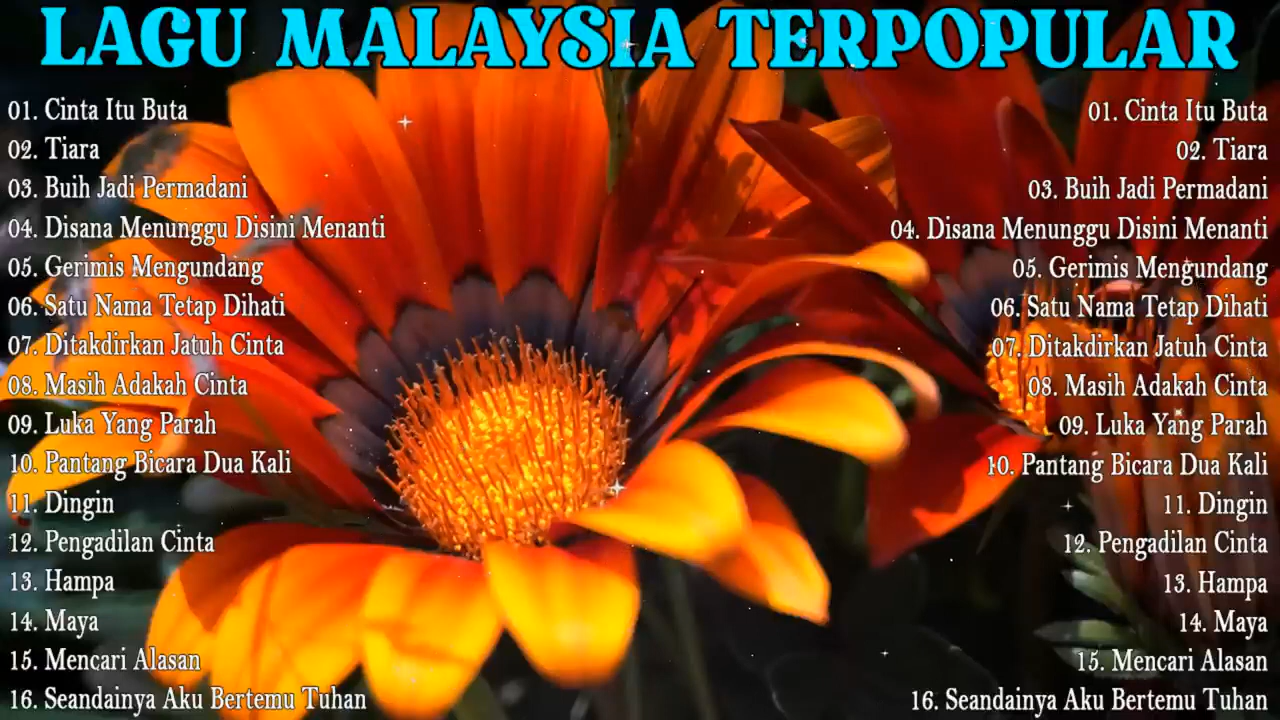 LAGU MALAYSIA TERPOPULAR
01. Cinta Itu Buta
02. Tiara
03. Buih Jadi Permadani
04. Disana Menunggu Disini Menanti
05. Gerimis Mengundang
06. Satu Nama Tetap Dihati
07. Ditakdirkan Jatuh Cinta
08. Masih Adakah Cinta
09. Luka Yang Parah
10. Pantang Bicara Dua Kali
11. Dingin
12. Pengadilan Cinta
13. Hampa
14. Maya
15. Mencari Alasan
16. Seandainya Aku Bertemu Tuhan
01. Cinta Itu Buta
02. Tiara
03. Buih Jadi Permadani
04. Disana Menunggu Disini Menanti
05. Gerimis Mengundang
06. Satu Nama Tetap Dihati
07. Ditakdirkan Jatuh Cinta
08. Masih Adakah Cinta
09. Luka Yang Parah
10. Pantang Bicara Dua Kali
11. Dingin
12. Pengadilan Cinta
13. Hampa
14. Maya
15. Mencari Alasan
16. Seandainya Aku Bertemu Tuhan